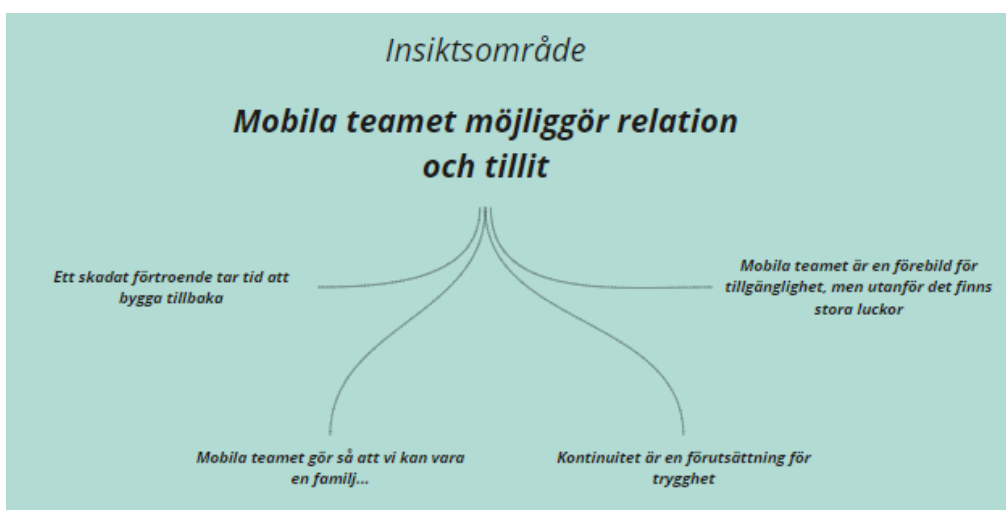 Insiktsområde
Mobila teamet möjliggör relation
och tillit
Ett skadat förtroende tar tid att
bygga tillbaka
Mobila teamet är en förebild för
tillgänglighet, men utanför det finns
stora luckor
Mobila teamet gör så att vi kan vara
en familj...
Kontinuitet är en förutsättning för
trygghet